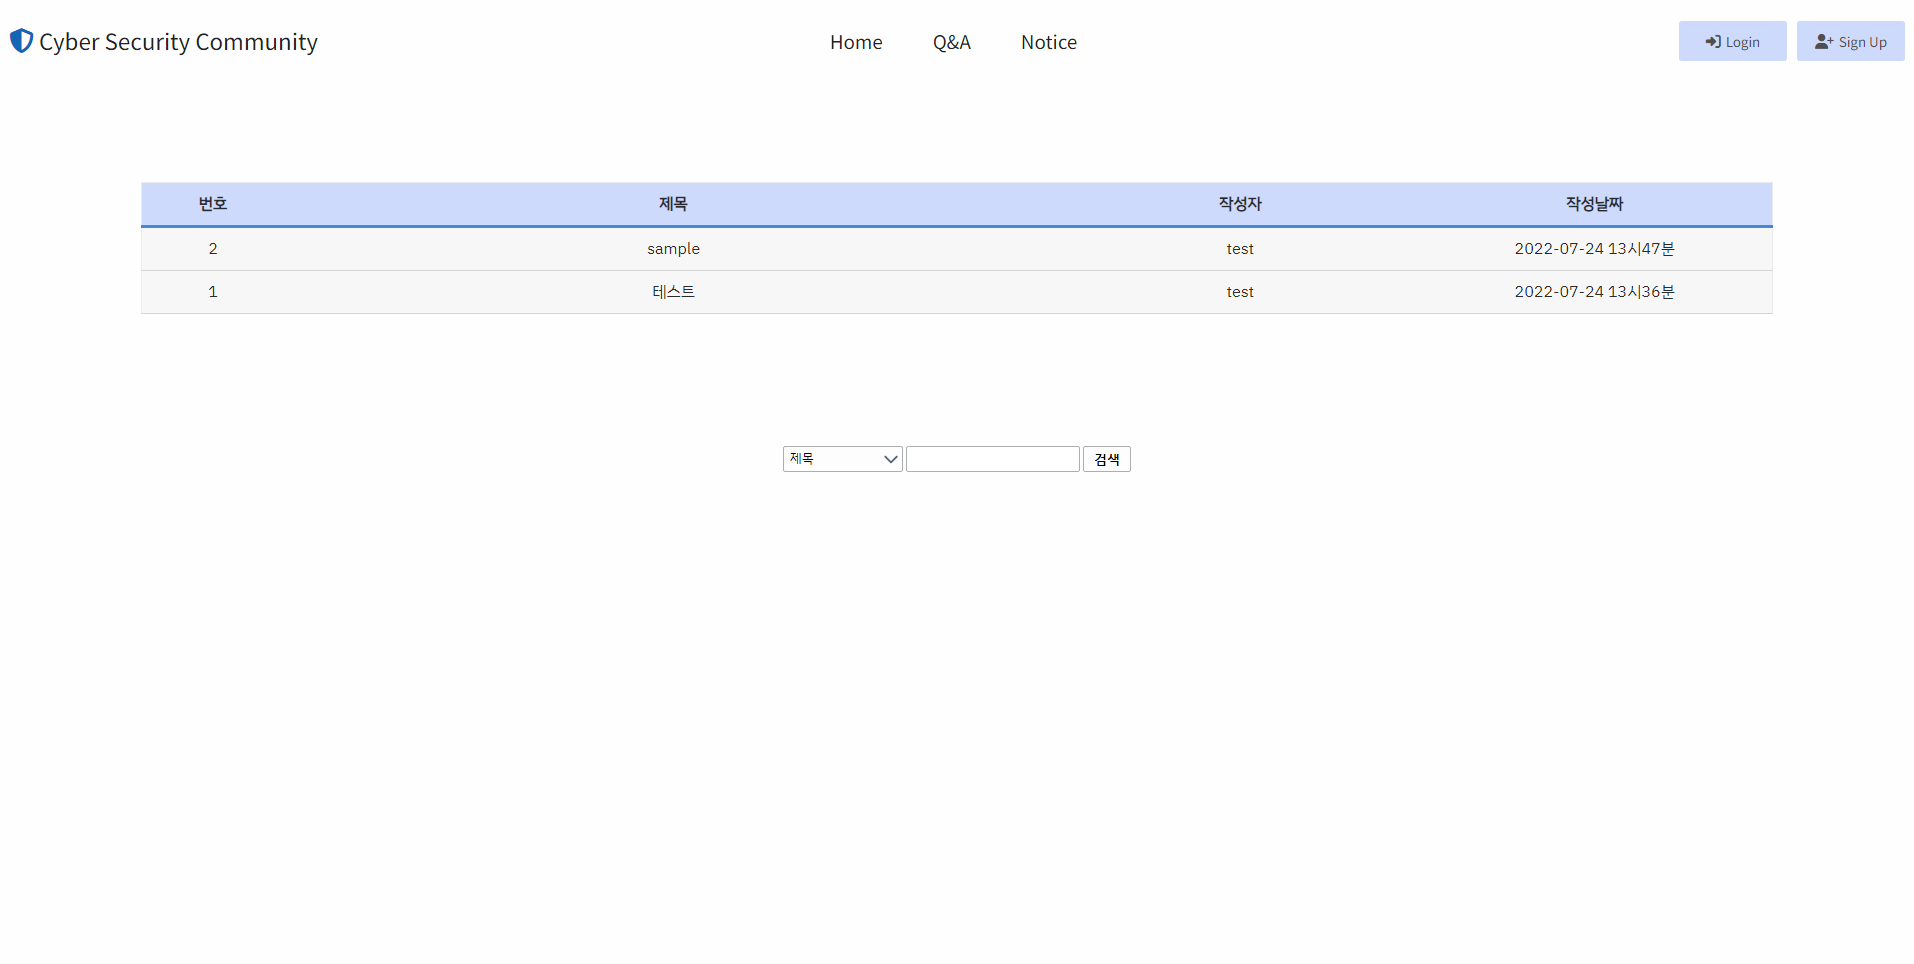 Cyber Security Community Home Q&A Notice Login Sign Up
번호 제목 작성자 작성날짜
2 sample test 2022-07-24 13시47분
1 테스트 test 2022-07-24 13시36분
제목 검색